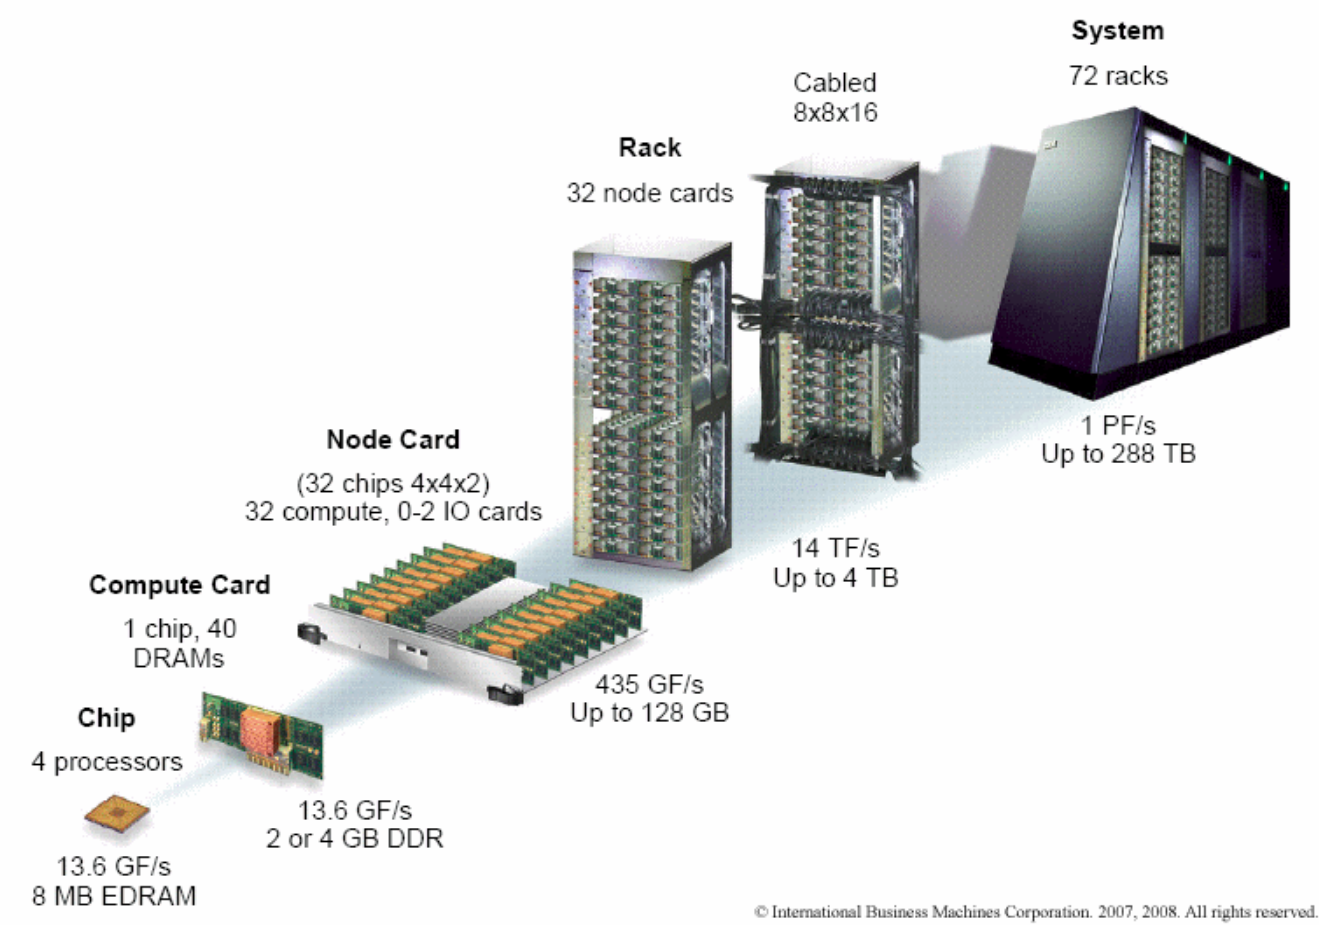 System
72 racks
Cabled
8x8x16
Rack
32 node cards
1 PF/s
Up to 288 TB
Node Card
(32 chips 4x4x2)
32 compute, 0-2 IO cards
14 TF/s
Up to 4 TB
Compute Card
1 chip, 40
DRAMs
435 GF/s
Up to 128 GB
Chip
4 processors
13.6 GF/s
2 or 4 GB DDR
13.6 GF/s
8 MB EDRAM
© International Business Machines Corporation. 2007, 2008. All rights reserved.